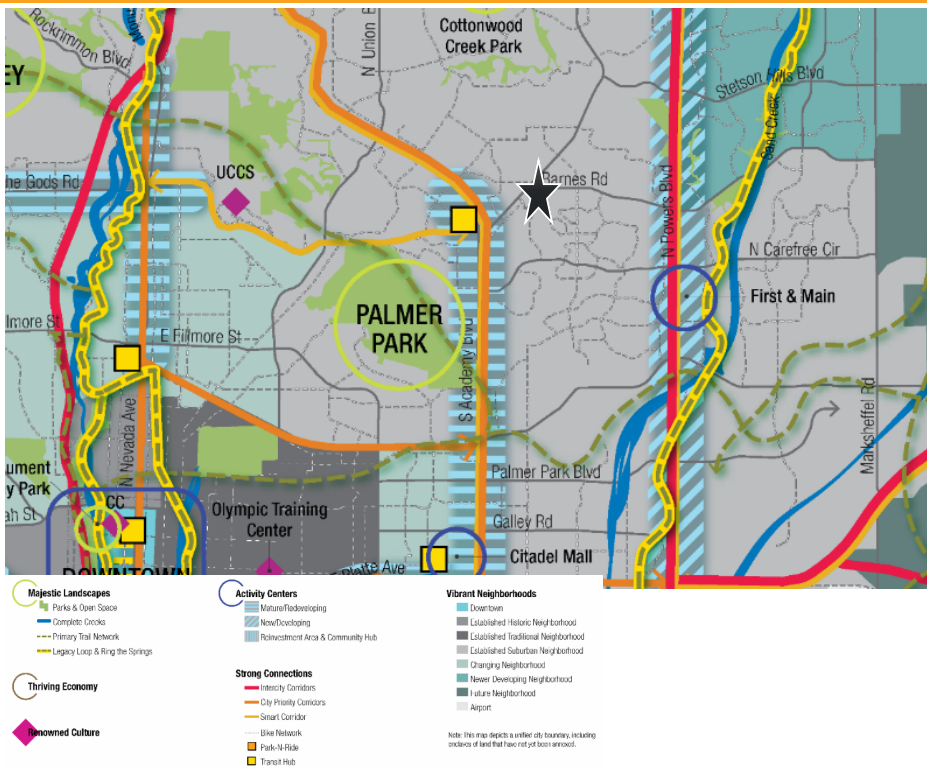 Rockrimmon Blvd
Mon
N Union B
Cottonwood
Creek Park
Stetson Hills Blvd
EY
Sand Creek
UCCS
he Gods Rd
Barnes Rd
N Powers Blvd
N Carefree Cir
First & Main
PALMER
PARK
lmore St
E Fillmore St
S Academy Blvd
N Nevada Ave
Marksheffel Rd
Palmer Park Blvd
ument
y Park
CC
ah St
Olympic Training
Center
Galley Rd
Citadel Mall
Platte Ave
DOWNTOWN
Majestic Landscapes
Parks & Open Space
Complete Creeks
Primary Trail Network
Legacy Loop & Ring the Springs
Thriving Economy
Renowned Culture
Activity Centers
Mature/Redeveloping
New/Developing
Reinvestment Area & Community Hub
Strong Connections
Intercity Corridors
City Priority Corridors
Smart Corridor
Bike Network
Park-N-Ride
Transit Hub
Vibrant Neighborhoods
Downtown
Established Historic Neighborhood
Established Traditional Neighborhood
Established Suburban Neighborhood
Changing Neighborhood
Newer Developing Neighborhood
Future Neighborhood
Airport
Note: This map depicts a unified city boundary, including
enclaves of land that have not yet been annexed.